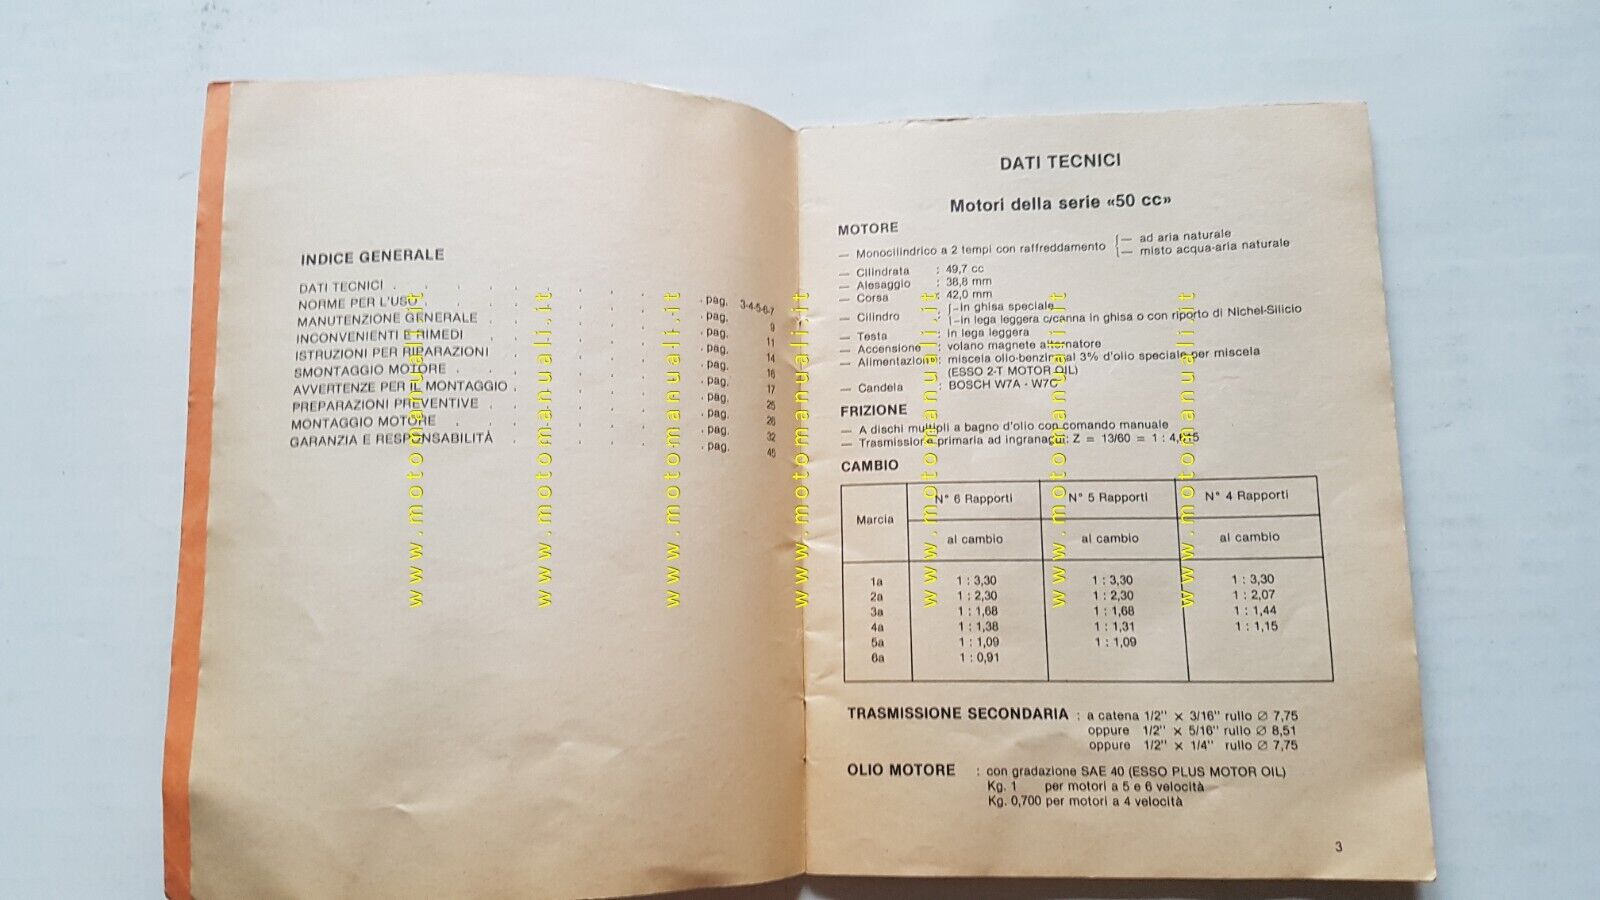 INDICE GENERALE
DATI TECNICI . . . . . . . . pag. 3-4-5-6-7
NORME PER L'USO . . . . . . . pag. 9
MANUTENZIONE GENERALE . . . . . pag. 11
INCONVENIENTI E RIMEDI . . . . . pag. 14
ISTRUZIONI PER RIPARAZIONI . . . . pag. 16
SMONTAGGIO MOTORE . . . . . . pag. 17
AVVERTENZE PER IL MONTAGGIO . . . . pag. 25
PREPARAZIONI PREVENTIVE . . . . . pag. 26
MONTAGGIO MOTORE . . . . . . pag. 32
GARANZIA E RESPONSABILITÀ . . . . pag. 45
DATI TECNICI
Motori della serie «50 cc»
MOTORE
— Monocilindrico a 2 tempi con raffreddamento — ad aria naturale
— misto acqua-aria naturale
— Cilindrata : 49,7 cc
— Alesaggio : 38,8 mm
— Corsa : 42,0 mm
— Cilindro : —in ghisa speciale
—in lega leggera c/canna in ghisa o con riporto di Nichel-Silicio
— Testa : in lega leggera
— Accensione : volano magnete alternatore
— Alimentazione: miscela olio-benzina al 3% d'olio speciale per miscela
(ESSO 2-T MOTOR OIL)
— Candela : BOSCH W7A - W7C
FRIZIONE
— A dischi multipli a bagno d'olio con comando manuale
— Trasmissione primaria ad ingranaggi: Z = 13/60 = 1 : 4,615
CAMBIO
Marcia N° 6 Rapporti N° 5 Rapporti N° 4 Rapporti
al cambio al cambio al cambio
1a 1 : 3,30 1 : 3,30 1 : 3,30
2a 1 : 2,30 1 : 2,30 1 : 2,07
3a 1 : 1,68 1 : 1,68 1 : 1,44
4a 1 : 1,38 1 : 1,31 1 : 1,15
5a 1 : 1,09 1 : 1,09
6a 1 : 0,91
TRASMISSIONE SECONDARIA : a catena 1/2" × 3/16" rullo ∅ 7,75
oppure 1/2" × 5/16" rullo ∅ 8,51
oppure 1/2" × 1/4" rullo ∅ 7,75
OLIO MOTORE : con gradazione SAE 40 (ESSO PLUS MOTOR OIL)
Kg. 1 per motori a 5 e 6 velocità
Kg. 0,700 per motori a 4 velocità
3
www.motomanuali.it
www.motomanuali.it
www.motomanuali.it
www.motomanuali.it
www.motomanuali.it
www.motomanuali.it
www.motomanuali.it